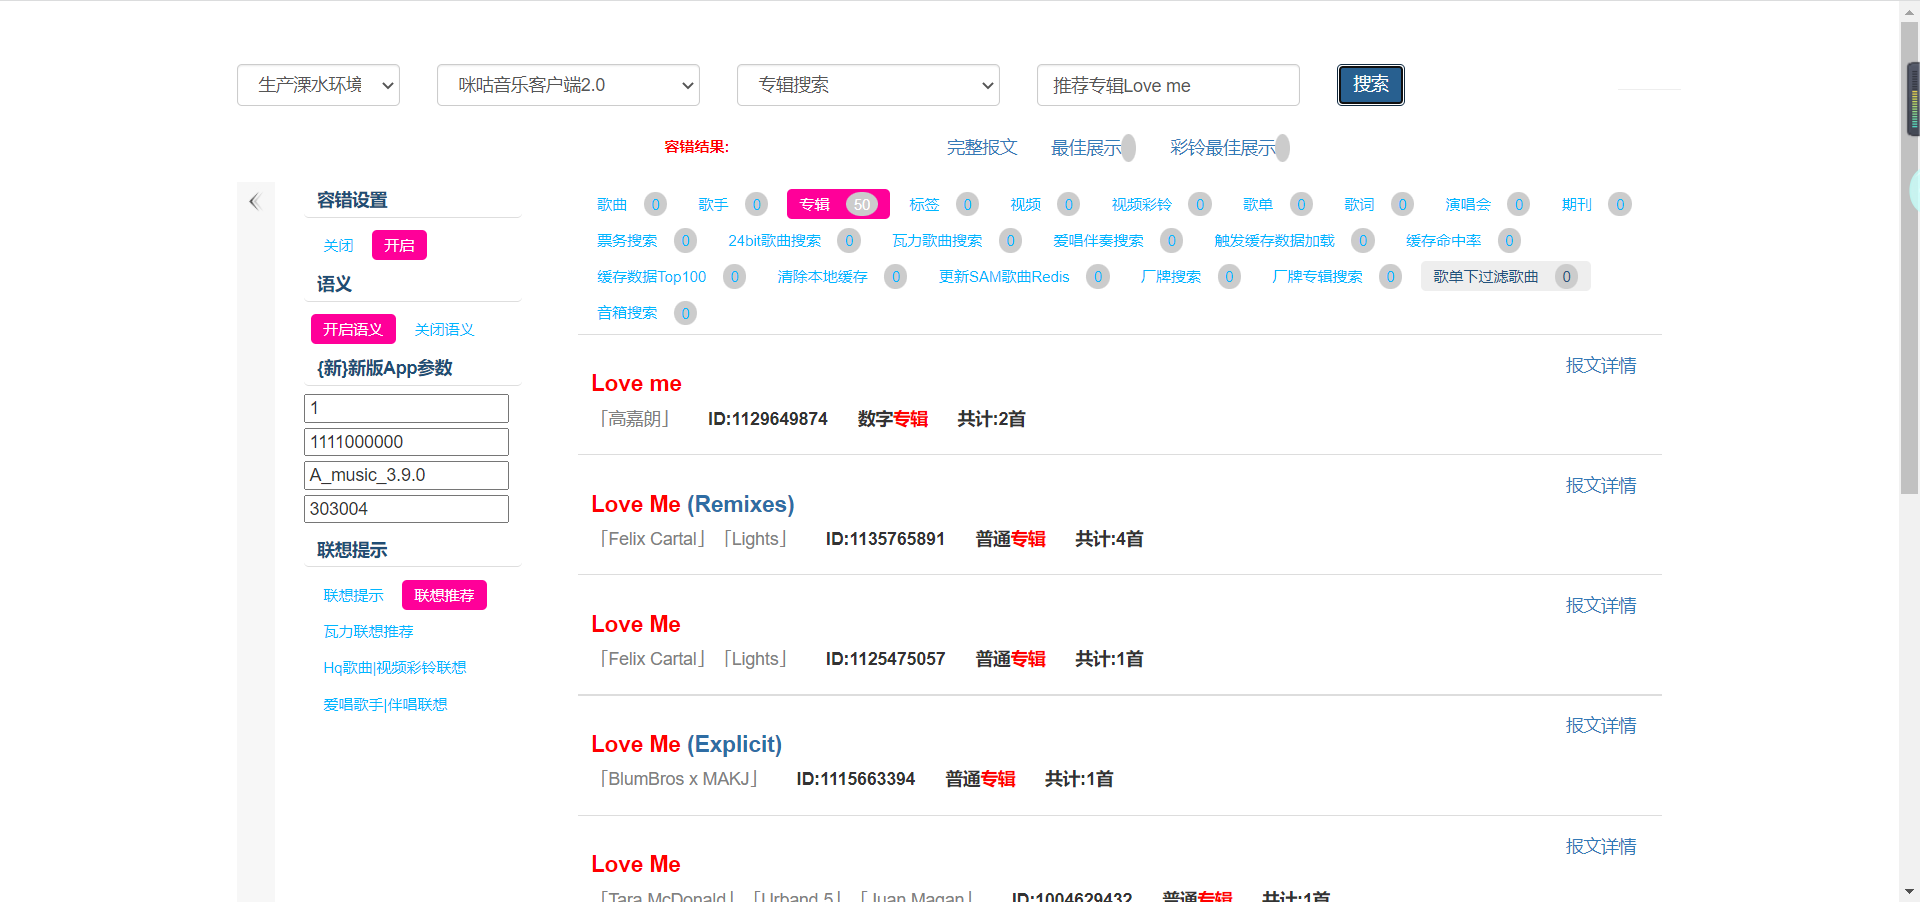 生产溧水环境 咪咕音乐客户端2.0 专辑搜索 推荐专辑Love me 搜索
容错结果: 完整报文 最佳展示 彩铃最佳展示
容错设置
关闭 开启
语义
开启语义 关闭语义
{新}新版App参数
1
1111000000
A_music_3.9.0
303004
联想提示
联想提示 联想推荐
瓦力联想推荐
Hq歌曲|视频彩铃联想
爱唱歌手|伴唱联想
歌曲 0 歌手 0 专辑 50 标签 0 视频 0 视频彩铃 0 歌单 0 歌词 0 演唱会 0 期刊 0
票务搜索 0 24bit歌曲搜索 0 瓦力歌曲搜索 0 爱唱伴奏搜索 0 触发缓存数据加载 0 缓存命中率 0
缓存数据Top100 0 清除本地缓存 0 更新SAM歌曲Redis 0 厂牌搜索 0 厂牌专辑搜索 0 歌单下过滤歌曲 0
音箱搜索 0
报文详情
Love me
「高嘉朗」 ID:1129649874 数字专辑 共计:2首
报文详情
Love Me (Remixes)
「Felix Cartal」「Lights」 ID:1135765891 普通专辑 共计:4首
报文详情
Love Me
「Felix Cartal」「Lights」 ID:1125475057 普通专辑 共计:1首
报文详情
Love Me (Explicit)
「BlumBros x MAKJ」 ID:1115663394 普通专辑 共计:1首
报文详情
Love Me
「Tara McDonald」「Urband 5」「Juan Magan」 ID:1004629432 普通专辑 共计:1首